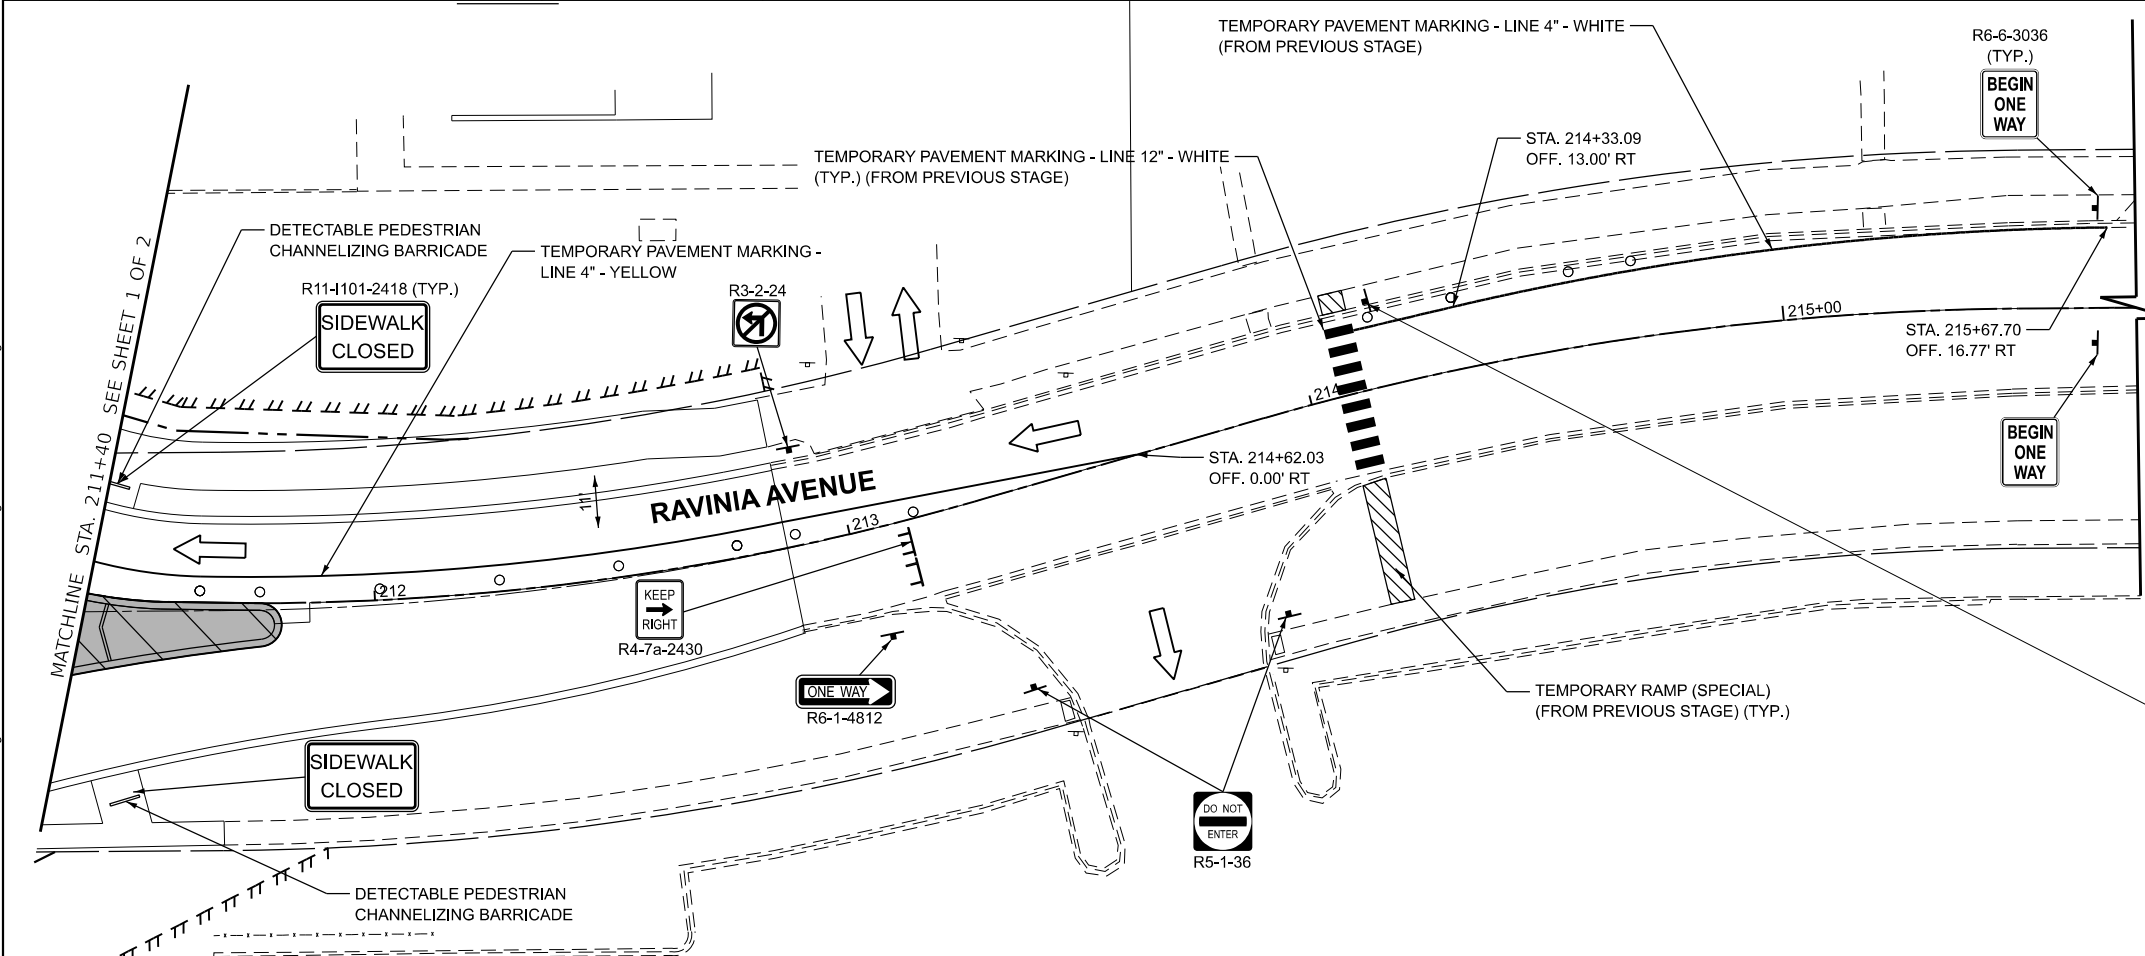 TEMPORARY PAVEMENT MARKING - LINE 4" - WHITE
(FROM PREVIOUS STAGE)
R6-6-3036
(TYP.)
BEGIN
ONE
WAY
STA. 214+33.09
OFF. 13.00' RT
TEMPORARY PAVEMENT MARKING - LINE 12" - WHITE
(TYP.) (FROM PREVIOUS STAGE)
DETECTABLE PEDESTRIAN
CHANNELIZING BARRICADE
TEMPORARY PAVEMENT MARKING -
LINE 4" - YELLOW
R11-I101-2418 (TYP.)
SIDEWALK
CLOSED
R3-2-24
215+00
STA. 215+67.70
OFF. 16.77' RT
214
BEGIN
ONE
WAY
STA. 214+62.03
OFF. 0.00' RT
11'
RAVINIA AVENUE
213
212
MATCHLINE STA. 211+40 SEE SHEET 1 OF 2
KEEP
RIGHT
R4-7a-2430
ONE WAY
R6-1-4812
TEMPORARY RAMP (SPECIAL)
(FROM PREVIOUS STAGE) (TYP.)
SIDEWALK
CLOSED
DO NOT
ENTER
R5-1-36
DETECTABLE PEDESTRIAN
CHANNELIZING BARRICADE